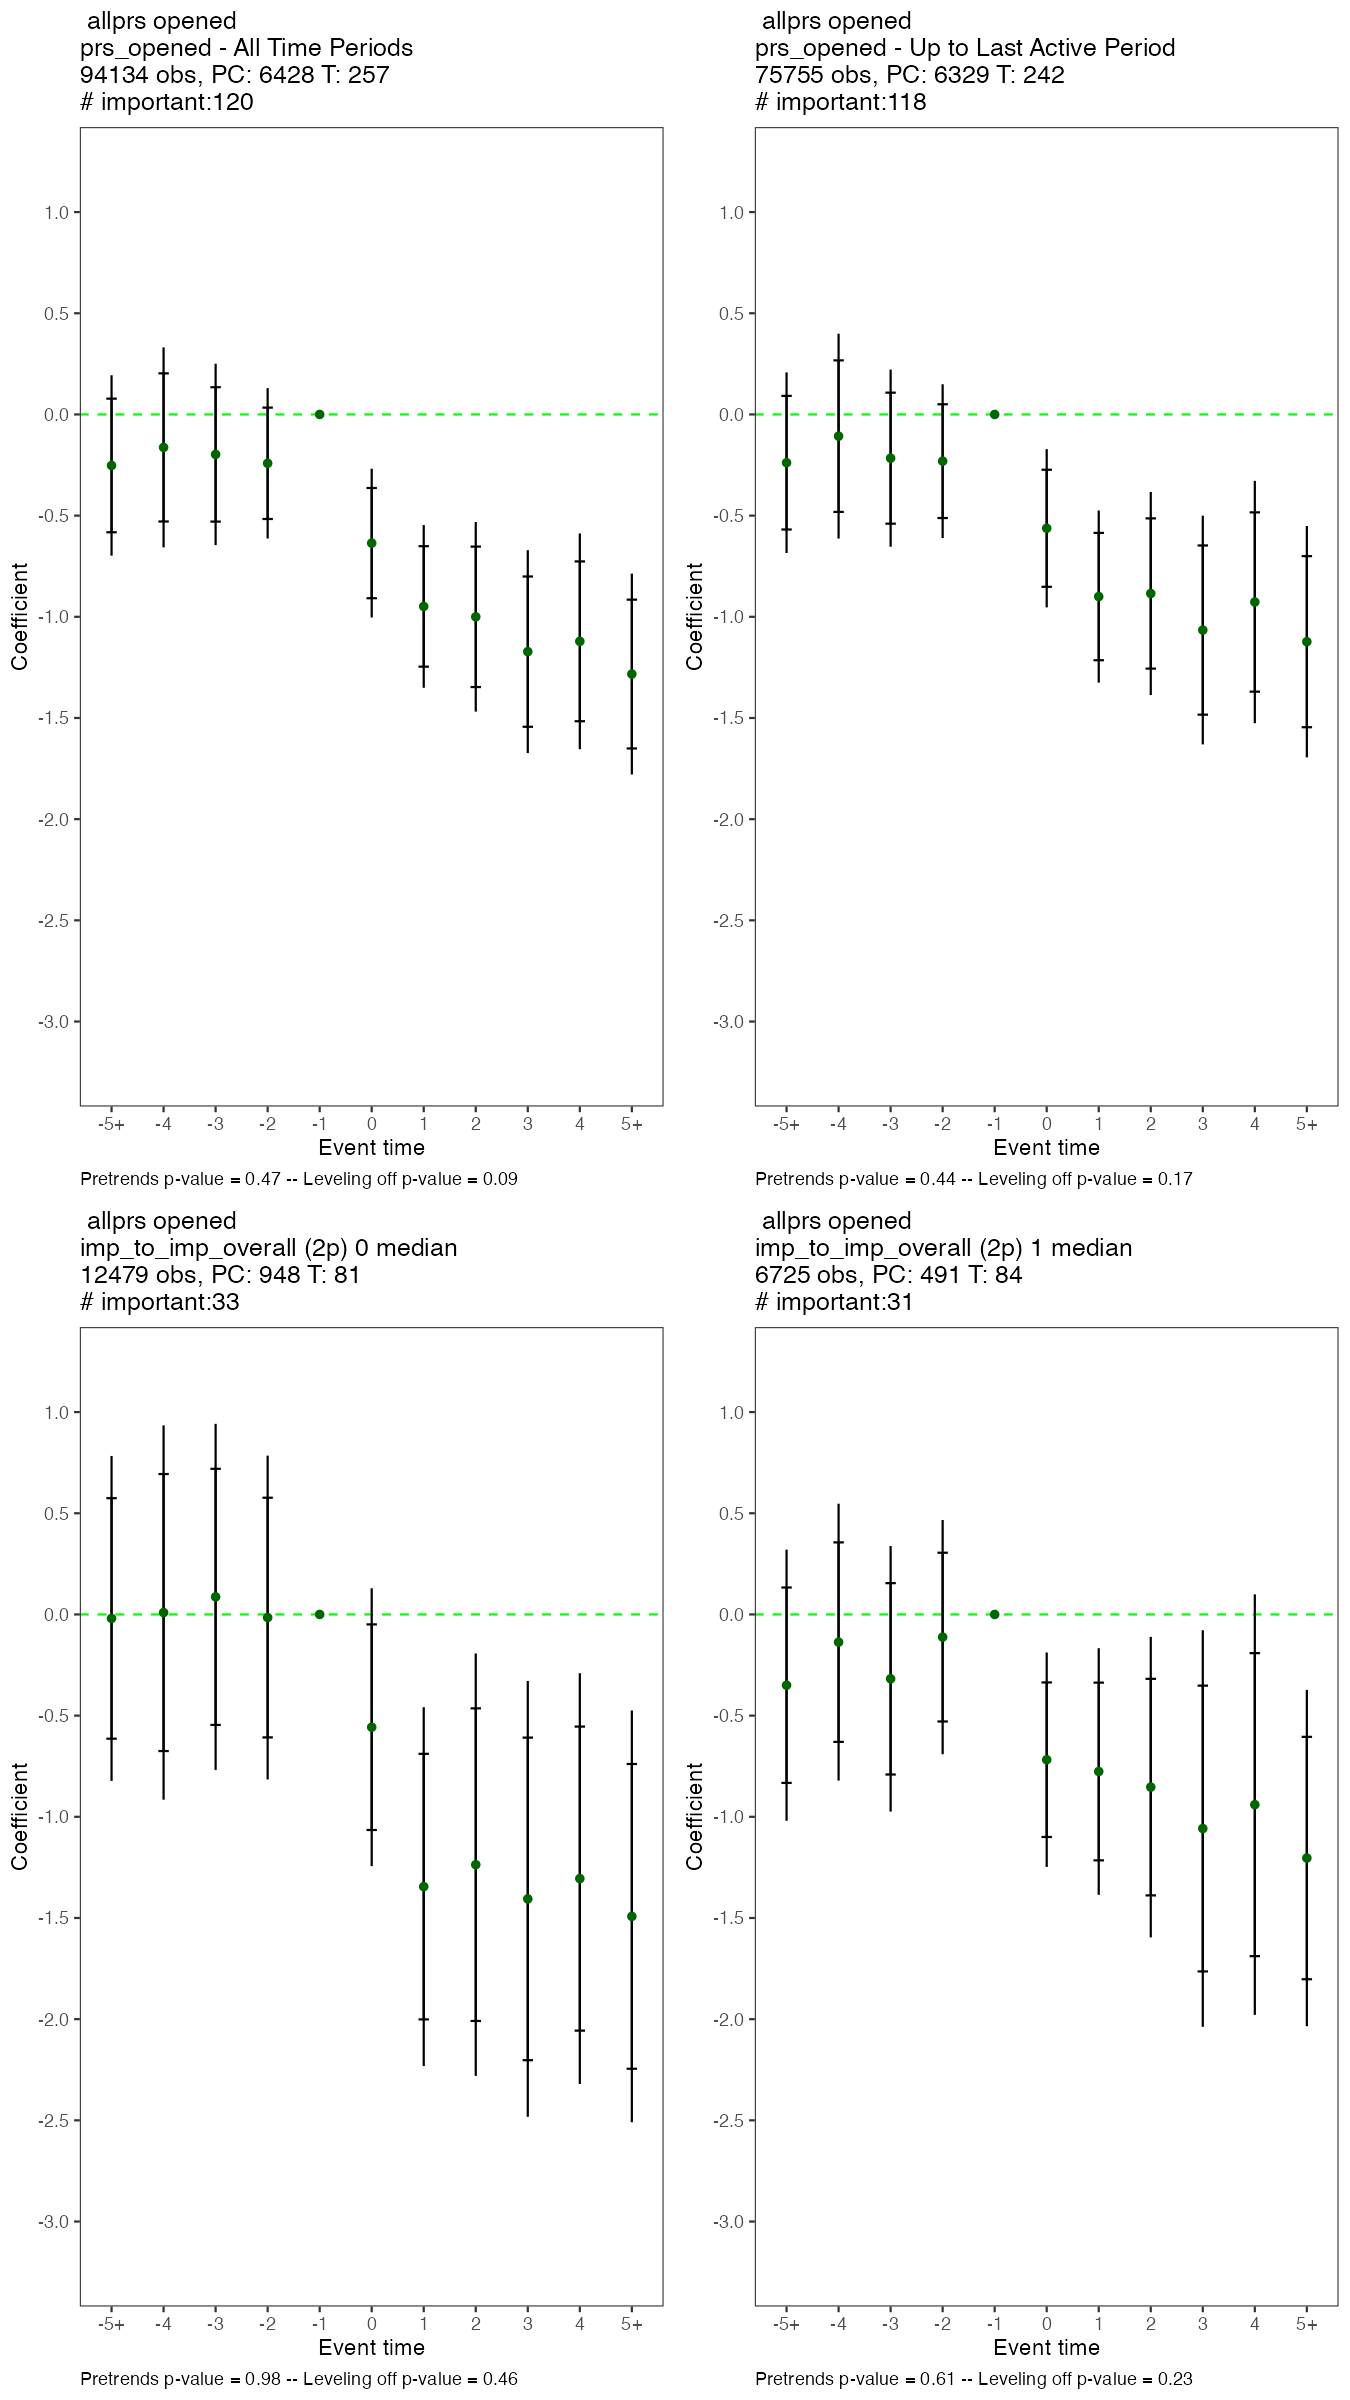 allprs opened
prs_opened - All Time Periods
94134 obs, PC: 6428 T: 257
# important:120
Coefficient
1.0
0.5
0.0
-0.5
-1.0
-1.5
-2.0
-2.5
-3.0
-5+ -4 -3 -2 -1 0 1 2 3 4 5+
Event time
Pretrends p-value = 0.47 -- Leveling off p-value = 0.09
allprs opened
prs_opened - Up to Last Active Period
75755 obs, PC: 6329 T: 242
# important:118
Coefficient
1.0
0.5
0.0
-0.5
-1.0
-1.5
-2.0
-2.5
-3.0
-5+ -4 -3 -2 -1 0 1 2 3 4 5+
Event time
Pretrends p-value = 0.44 -- Leveling off p-value = 0.17
allprs opened
imp_to_imp_overall (2p) 0 median
12479 obs, PC: 948 T: 81
# important:33
Coefficient
1.0
0.5
0.0
-0.5
-1.0
-1.5
-2.0
-2.5
-3.0
-5+ -4 -3 -2 -1 0 1 2 3 4 5+
Event time
Pretrends p-value = 0.98 -- Leveling off p-value = 0.46
allprs opened
imp_to_imp_overall (2p) 1 median
6725 obs, PC: 491 T: 84
# important:31
Coefficient
1.0
0.5
0.0
-0.5
-1.0
-1.5
-2.0
-2.5
-3.0
-5+ -4 -3 -2 -1 0 1 2 3 4 5+
Event time
Pretrends p-value = 0.61 -- Leveling off p-value = 0.23